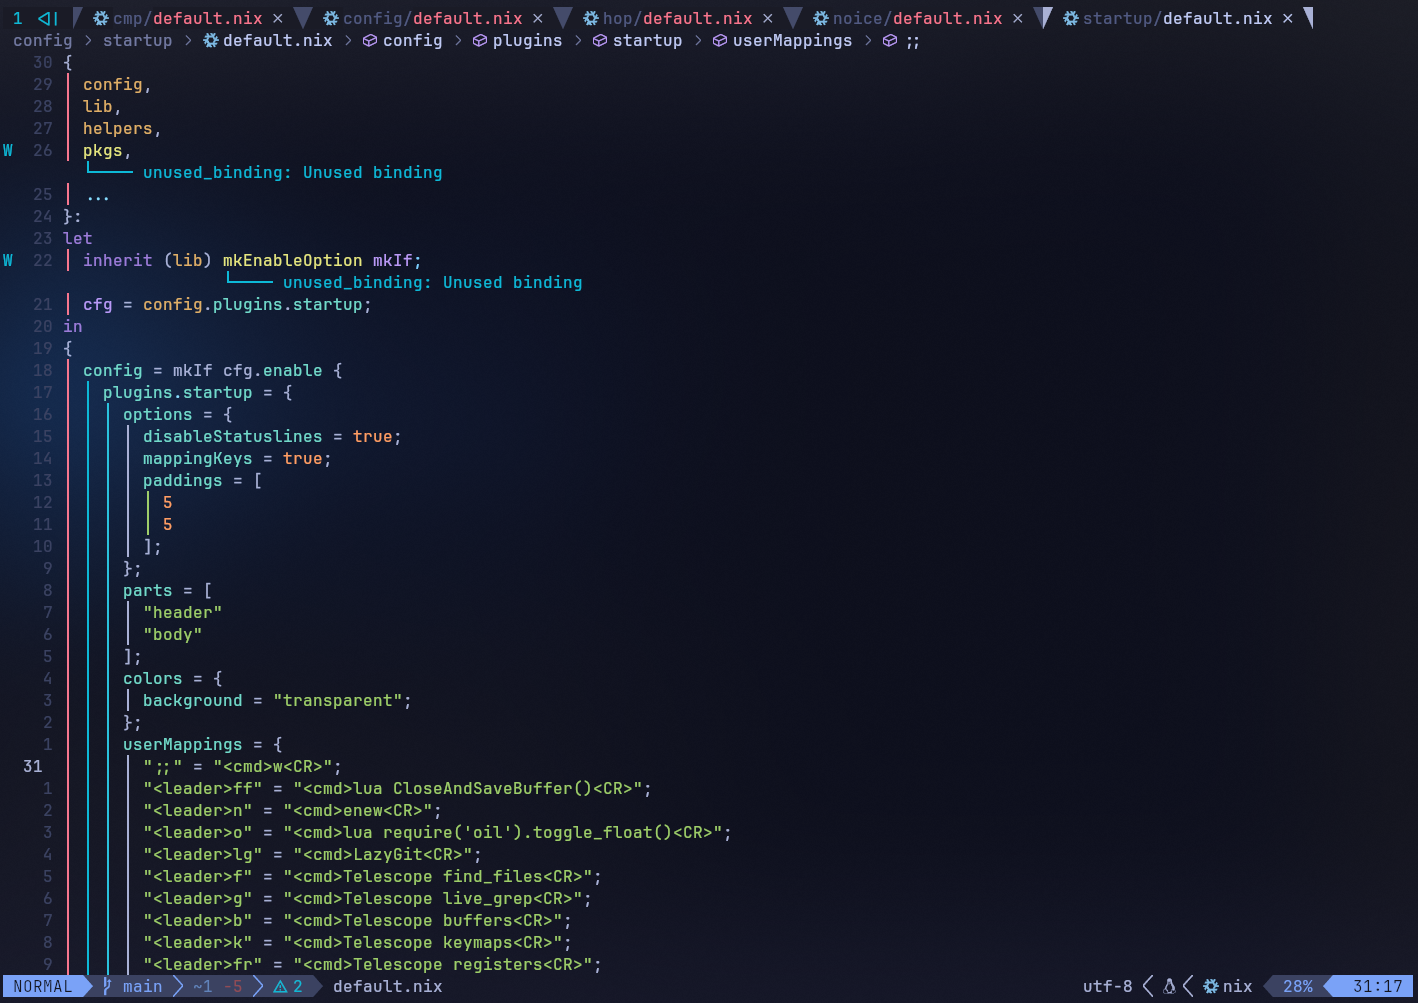 1 cmp/default.nix × config/default.nix × hop/default.nix × noice/default.nix × startup/default.nix ×
config > startup > default.nix > config > plugins > startup > userMappings > ;;
30 {
29 config,
28 lib,
27 helpers,
W 26 pkgs,
unused_binding: Unused binding
25 ...
24 }:
23 let
W 22 inherit (lib) mkEnableOption mkIf;
unused_binding: Unused binding
21 cfg = config.plugins.startup;
20 in
19 {
18 config = mkIf cfg.enable {
17 plugins.startup = {
16 options = {
15 disableStatuslines = true;
14 mappingKeys = true;
13 paddings = [
12 5
11 5
10 ];
9 };
8 parts = [
7 "header"
6 "body"
5 ];
4 colors = {
3 background = "transparent";
2 };
1 userMappings = {
31 ";;" = "<cmd>w<CR>";
1 "<leader>ff" = "<cmd>lua CloseAndSaveBuffer()<CR>";
2 "<leader>n" = "<cmd>enew<CR>";
3 "<leader>o" = "<cmd>lua require('oil').toggle_float()<CR>";
4 "<leader>lg" = "<cmd>LazyGit<CR>";
5 "<leader>f" = "<cmd>Telescope find_files<CR>";
6 "<leader>g" = "<cmd>Telescope live_grep<CR>";
7 "<leader>b" = "<cmd>Telescope buffers<CR>";
8 "<leader>k" = "<cmd>Telescope keymaps<CR>";
9 "<leader>fr" = "<cmd>Telescope registers<CR>";
NORMAL main ~1 -5 2 default.nix utf-8 nix 28% 31:17